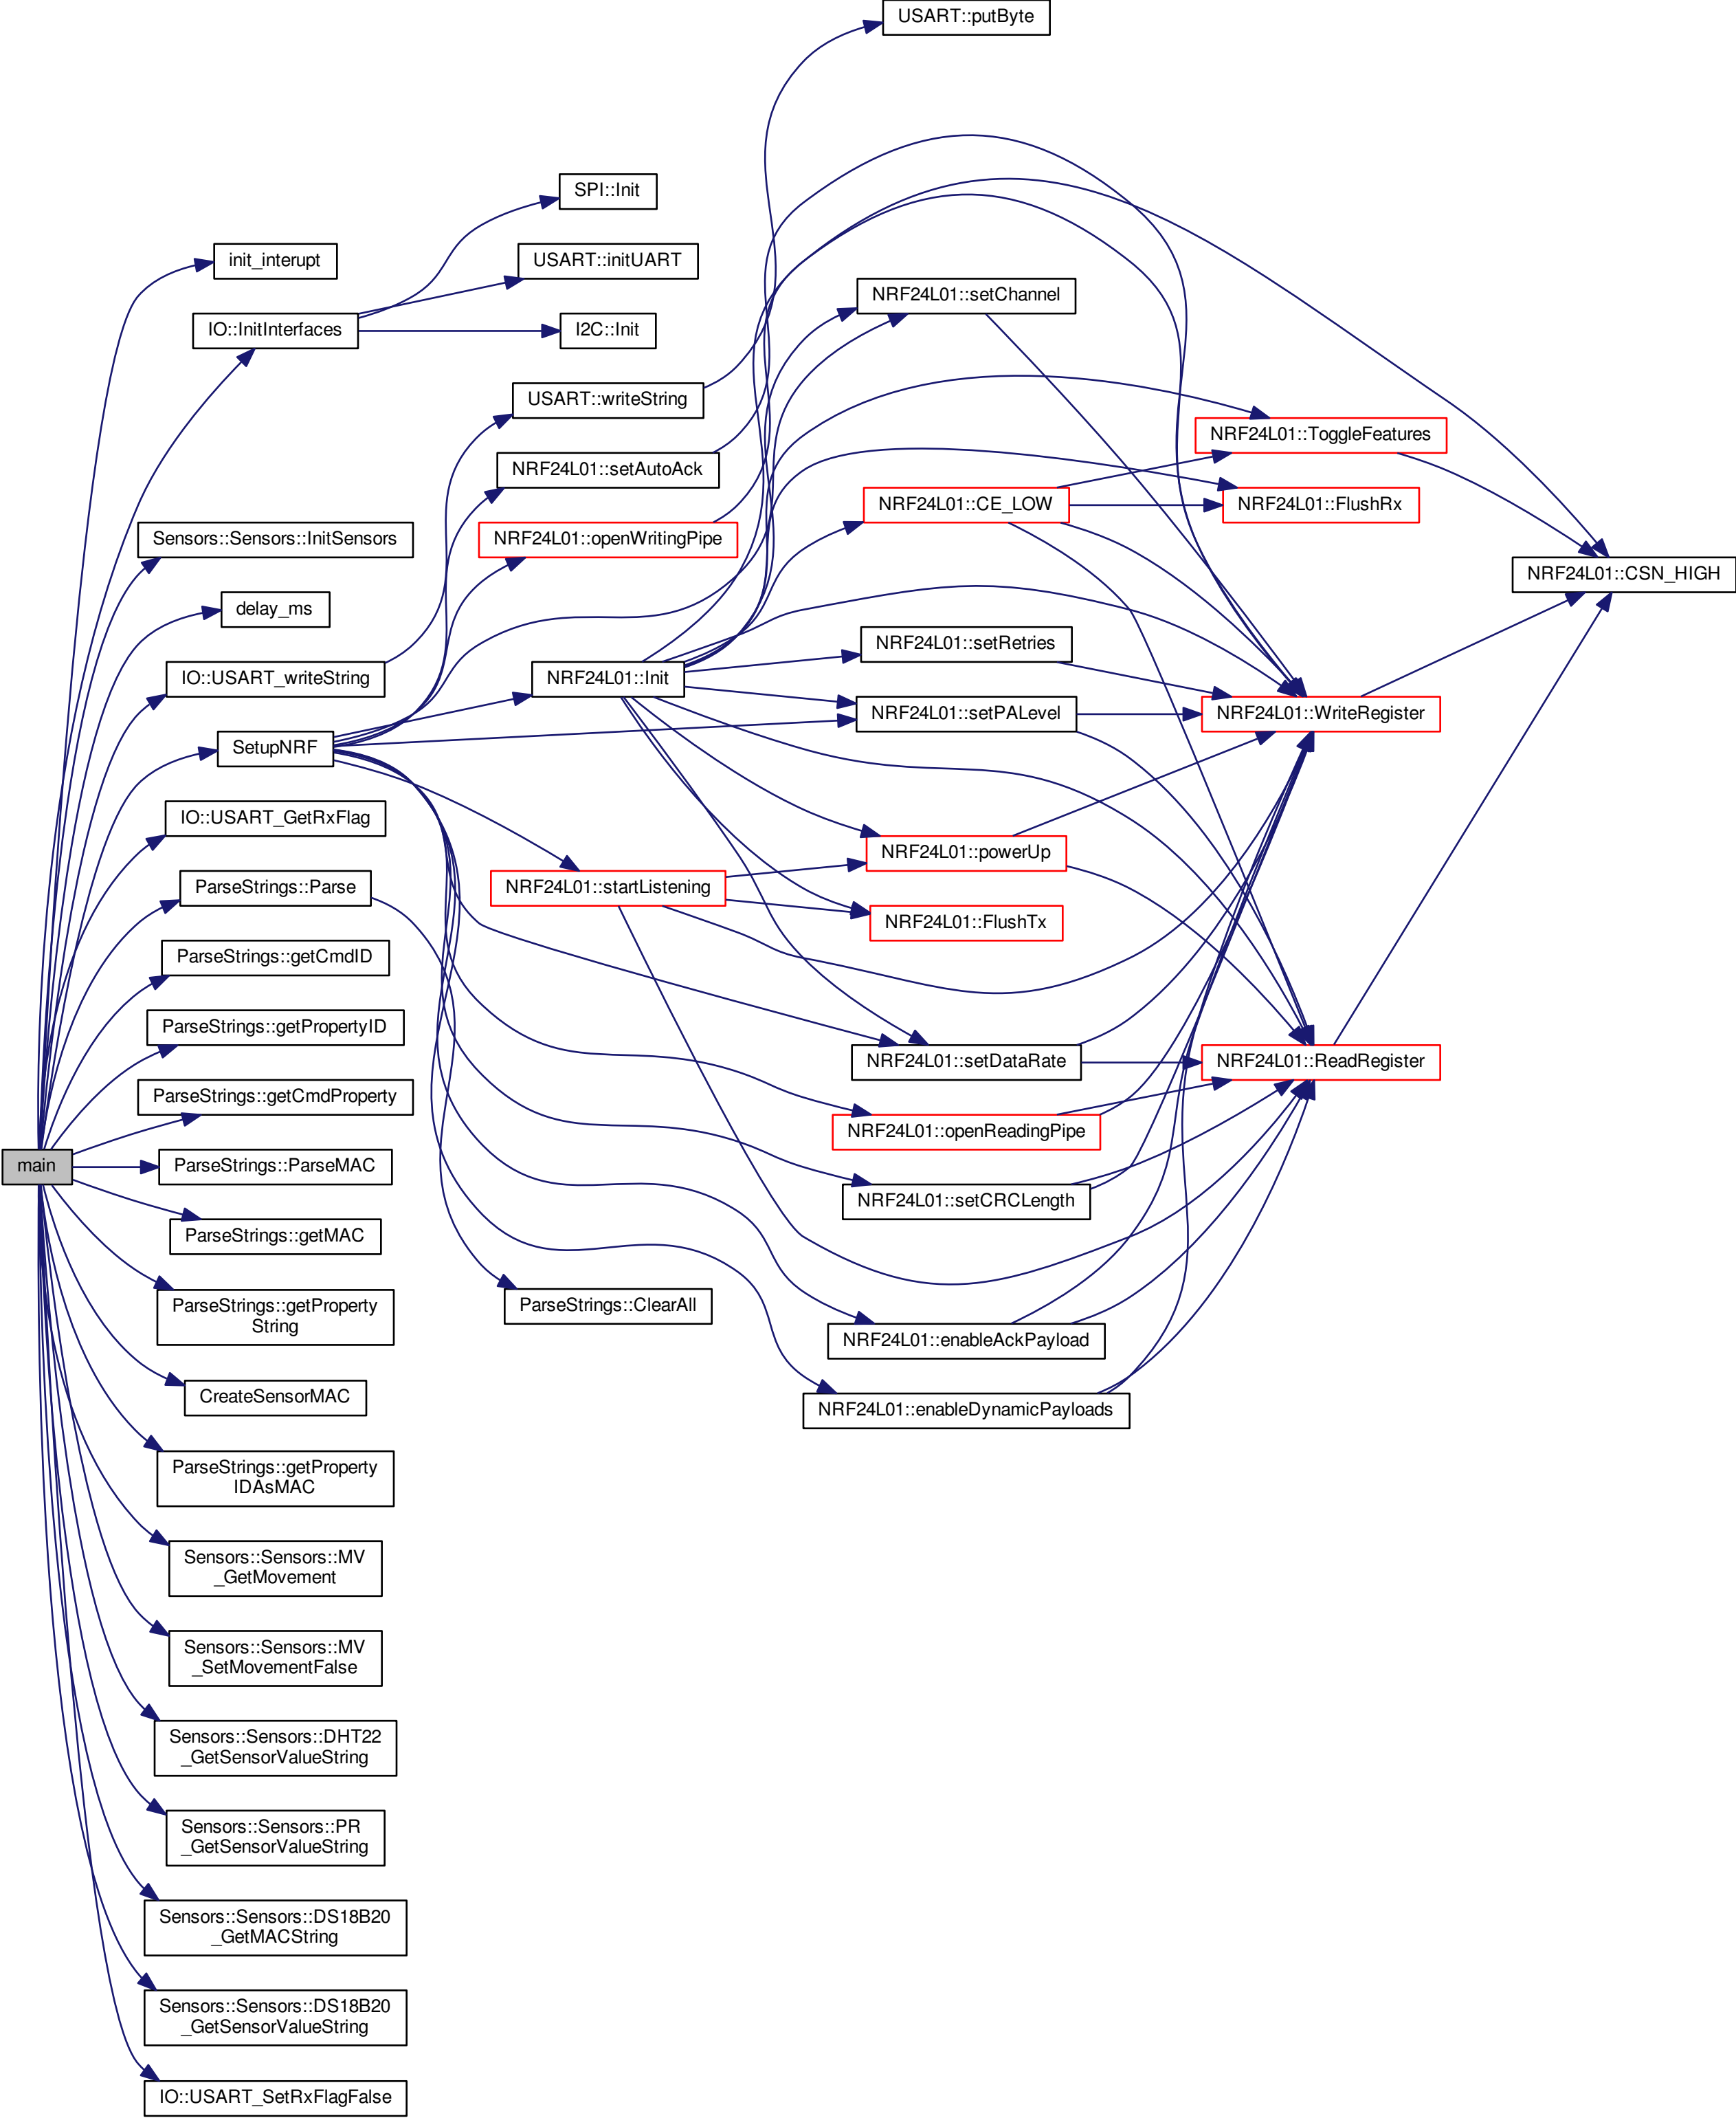 USART::putByte
SPI::Init
init_interupt
USART::initUART
NRF24L01::setChannel
IO::InitInterfaces
I2C::Init
USART::writeString
NRF24L01::ToggleFeatures
NRF24L01::setAutoAck
NRF24L01::CE_LOW
NRF24L01::FlushRx
Sensors::Sensors::InitSensors
NRF24L01::openWritingPipe
NRF24L01::CSN_HIGH
delay_ms
NRF24L01::setRetries
IO::USART_writeString
NRF24L01::Init
NRF24L01::setPALevel
NRF24L01::WriteRegister
SetupNRF
IO::USART_GetRxFlag
NRF24L01::powerUp
ParseStrings::Parse
NRF24L01::startListening
NRF24L01::FlushTx
ParseStrings::getCmdID
ParseStrings::getPropertyID
NRF24L01::setDataRate
NRF24L01::ReadRegister
ParseStrings::getCmdProperty
NRF24L01::openReadingPipe
main
ParseStrings::ParseMAC
NRF24L01::setCRCLength
ParseStrings::getMAC
ParseStrings::getProperty
String
ParseStrings::ClearAll
NRF24L01::enableAckPayload
CreateSensorMAC
NRF24L01::enableDynamicPayloads
ParseStrings::getProperty
IDAsMAC
Sensors::Sensors::MV
_GetMovement
Sensors::Sensors::MV
_SetMovementFalse
Sensors::Sensors::DHT22
_GetSensorValueString
Sensors::Sensors::PR
_GetSensorValueString
Sensors::Sensors::DS18B20
_GetMACString
Sensors::Sensors::DS18B20
_GetSensorValueString
IO::USART_SetRxFlagFalse